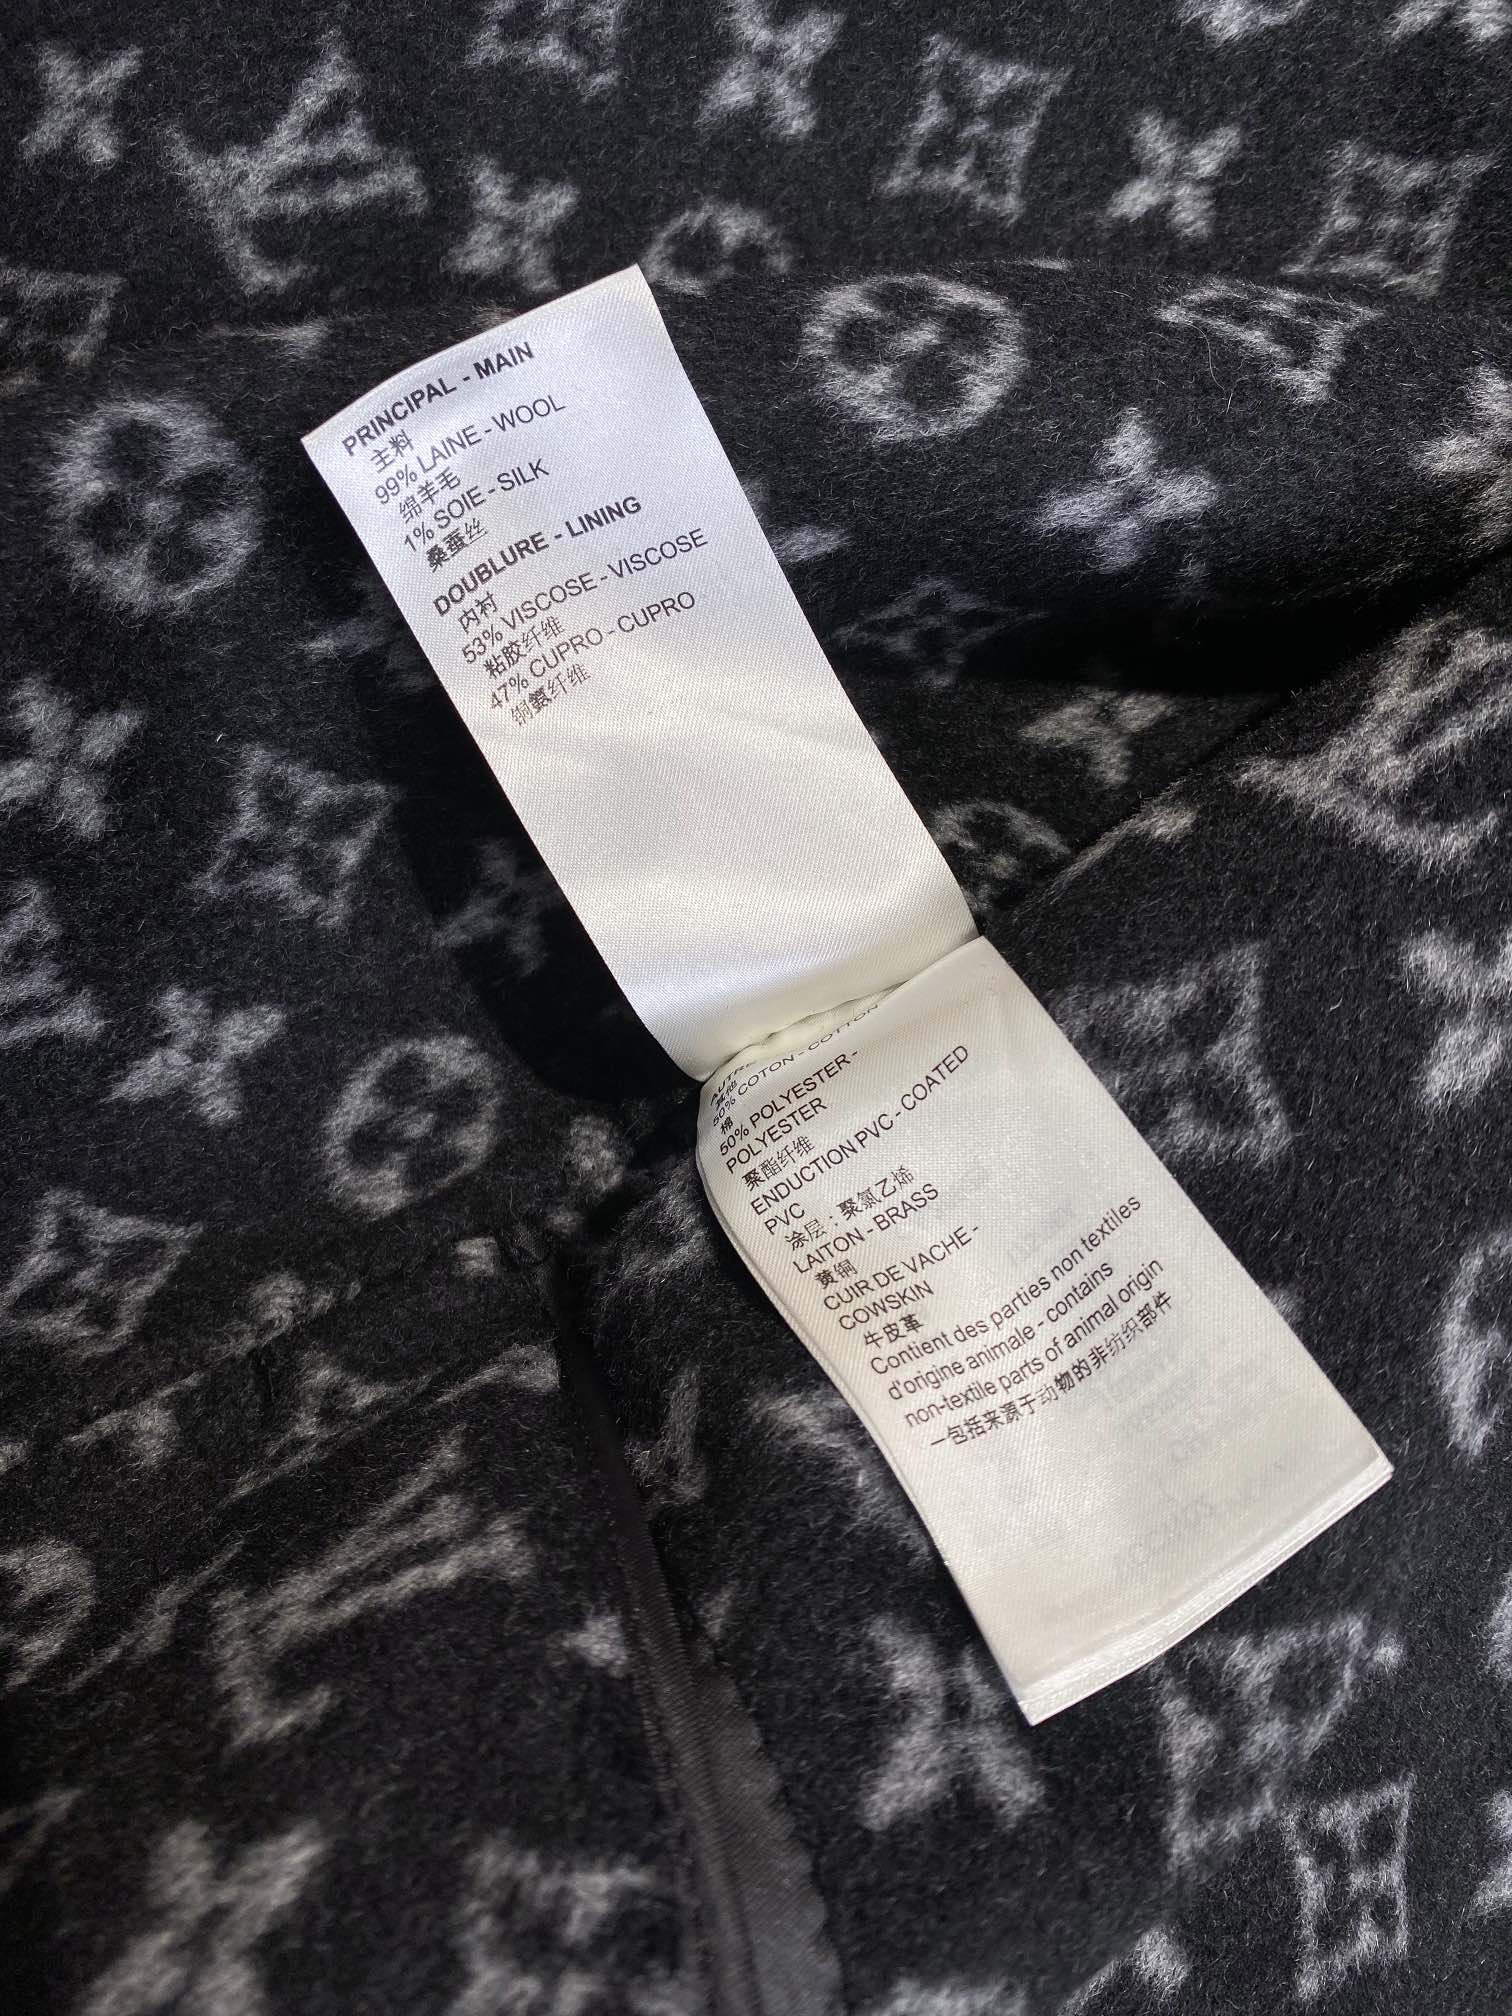 PRINCIPAL - MAIN
主料
99% LAINE - WOOL
绵羊毛
1% SOIE - SILK
桑蚕丝
DOUBLURE - LINING
内衬
53% VISCOSE - VISCOSE
粘胶纤维
47% CUPRO - CUPRO
铜氨纤维
AUTRE
其他
50% COTON - COTTON
棉
50% POLYESTER -
POLYESTER
聚酯纤维
ENDUCTION PVC - COATED
PVC
涂层：聚氯乙烯
LAITON - BRASS
黄铜
CUIR DE VACHE -
COWSKIN
牛皮革
Contient des parties non textiles
d'origine animale - contains
non-textile parts of animal origin
—包括来源于动物的非纺织部件